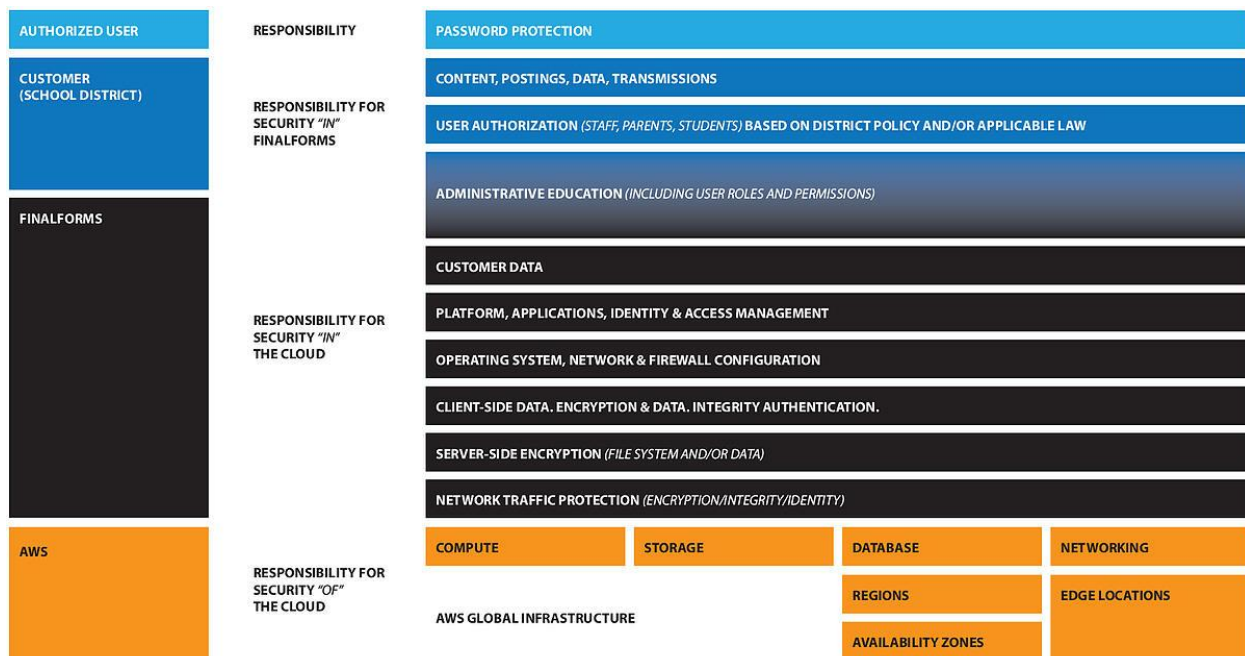 AUTHORIZED USER
RESPONSIBILITY
PASSWORD PROTECTION
CUSTOMER
(SCHOOL DISTRICT)
RESPONSIBILITY FOR
SECURITY "IN"
FINALFORMS
CONTENT, POSTINGS, DATA, TRANSMISSIONS
USER AUTHORIZATION (STAFF, PARENTS, STUDENTS) BASED ON DISTRICT POLICY AND/OR APPLICABLE LAW
ADMINISTRATIVE EDUCATION (INCLUDING USER ROLES AND PERMISSIONS)
FINALFORMS
RESPONSIBILITY FOR
SECURITY "IN"
THE CLOUD
CUSTOMER DATA
PLATFORM, APPLICATIONS, IDENTITY & ACCESS MANAGEMENT
OPERATING SYSTEM, NETWORK & FIREWALL CONFIGURATION
CLIENT-SIDE DATA. ENCRYPTION & DATA. INTEGRITY AUTHENTICATION.
SERVER-SIDE ENCRYPTION (FILE SYSTEM AND/OR DATA)
NETWORK TRAFFIC PROTECTION (ENCRYPTION/INTEGRITY/IDENTITY)
AWS
RESPONSIBILITY FOR
SECURITY "OF"
THE CLOUD
COMPUTE
STORAGE
DATABASE
NETWORKING
AWS GLOBAL INFRASTRUCTURE
REGIONS
EDGE LOCATIONS
AVAILABILITY ZONES